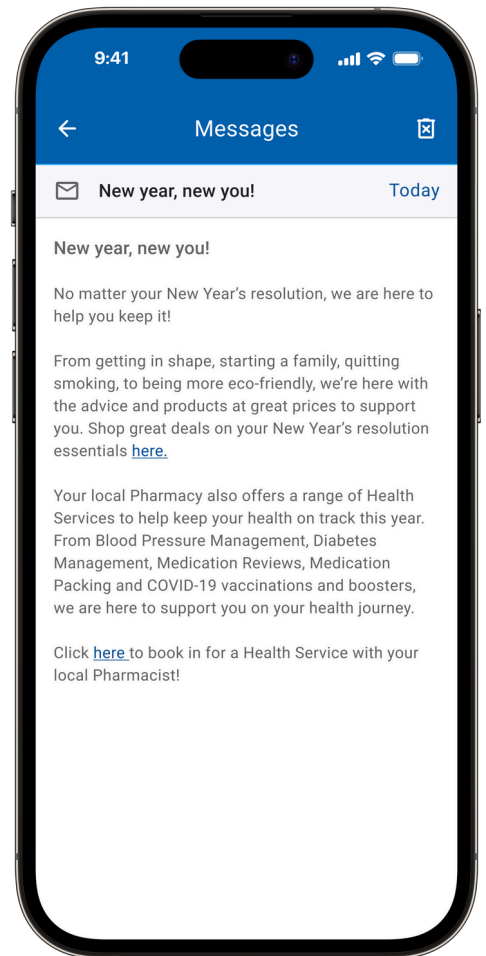 9:41
Messages
New year, new you!
Today
New year, new you!
No matter your New Year’s resolution, we are here to
help you keep it!
From getting in shape, starting a family, quitting
smoking, to being more eco-friendly, we’re here with
the advice and products at great prices to support
you. Shop great deals on your New Year’s resolution
essentials here.
Your local Pharmacy also offers a range of Health
Services to help keep your health on track this year.
From Blood Pressure Management, Diabetes
Management, Medication Reviews, Medication
Packing and COVID-19 vaccinations and boosters,
we are here to support you on your health journey.
Click here to book in for a Health Service with your
local Pharmacist!